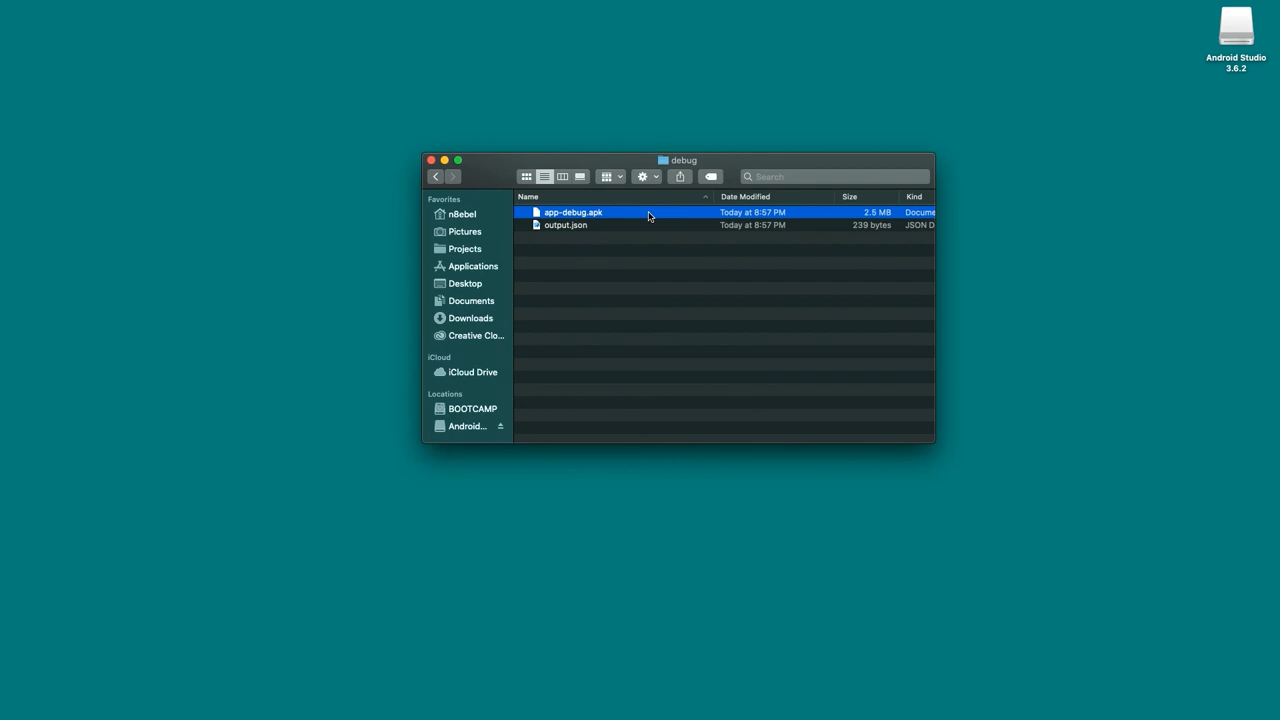 Android Studio
3.6.2
debug
Search
Favorites
n8ebel
Pictures
Projects
Applications
Desktop
Documents
Downloads
Creative Clo...
iCloud
iCloud Drive
Locations
BOOTCAMP
Android...
Name Date Modified Size Kind
app-debug.apk Today at 8:57 PM 2.5 MB Docume
output.json Today at 8:57 PM 239 bytes JSON D